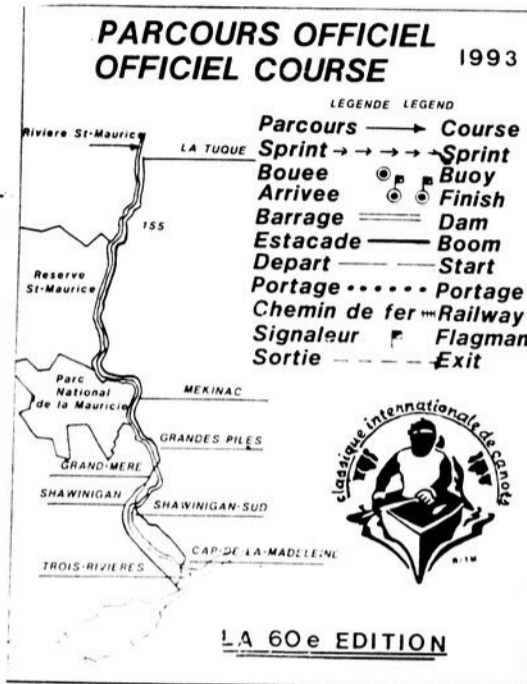 PARCOURS OFFICIEL
OFFICIEL COURSE
1993
LEGENDE LEGEND
Parcours Course
Sprint Sprint
Bouee Buoy
Arrivee Finish
Barrage Dam
Estacade Boom
Depart Start
Portage Portage
Chemin de fer Railway
Signaleur Flagman
Sortie Exit
Riviere St-Maurice
LA TUQUE
155
Reserve
St-Maurice
Parc
National
de la Mauricie
MEKINAC
GRANDES PILES
GRAND-MERE
SHAWINIGAN
SHAWINIGAN-SUD
CAP-DE-LA-MADELEINE
TROIS-RIVIERES
classique internationale de canots
LA 60e EDITION